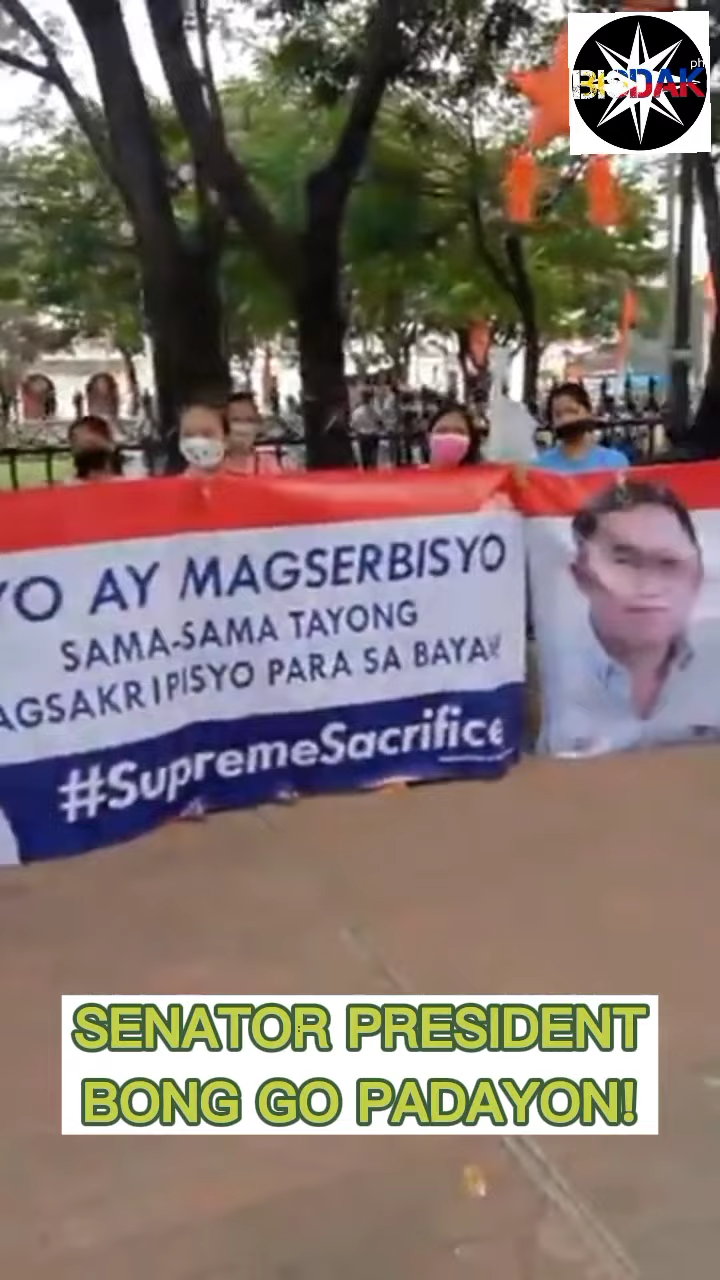 BISDAK
ph
YO AY MAGSERBISYO
SAMA-SAMA TAYONG
AGSAKRIPISYO PARA SA BAYAN
#SupremeSacrifice
SENATOR PRESIDENT
BONG GO PADAYON!